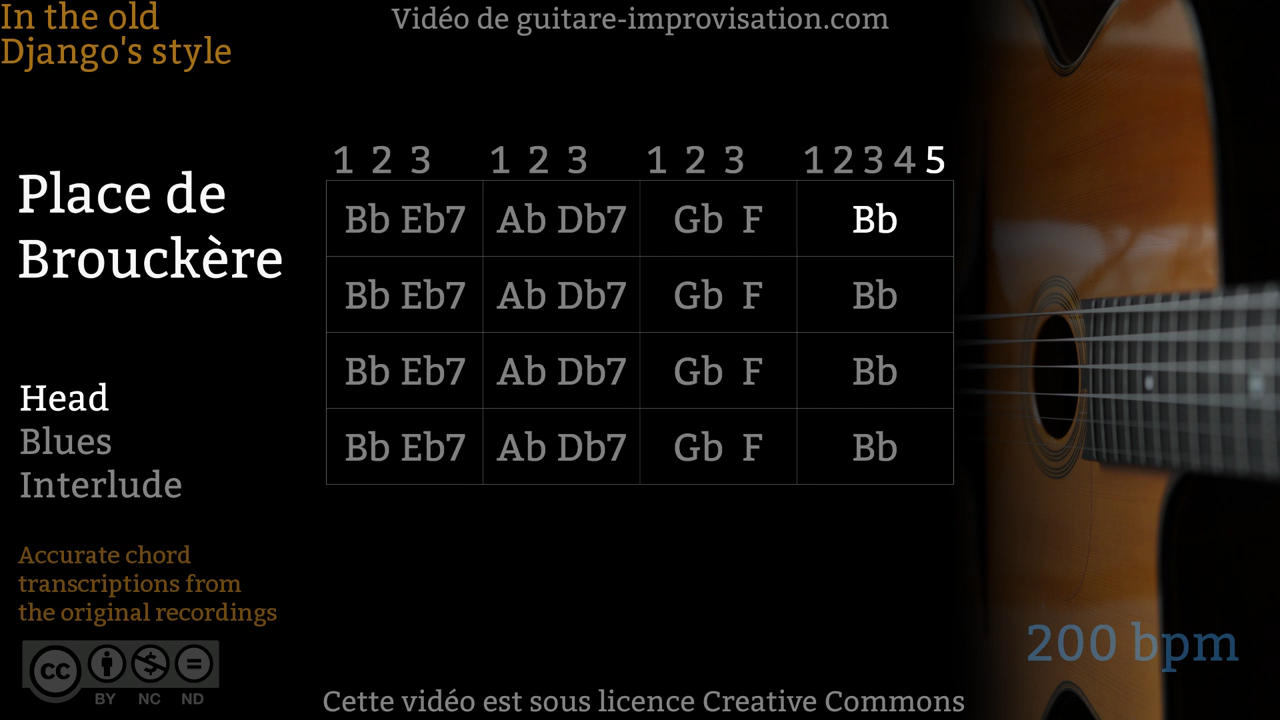 In the old
Django's style
Vidéo de guitare-improvisation.com
Place de
Brouckère
1 2 3 1 2 3 1 2 3 1 2 3 4 5
Bb Eb7 Ab Db7 Gb F Bb
Bb Eb7 Ab Db7 Gb F Bb
Bb Eb7 Ab Db7 Gb F Bb
Bb Eb7 Ab Db7 Gb F Bb
Head
Blues
Interlude
Accurate chord
transcriptions from
the original recordings
cc
BY NC ND
200 bpm
Cette vidéo est sous licence Creative Commons